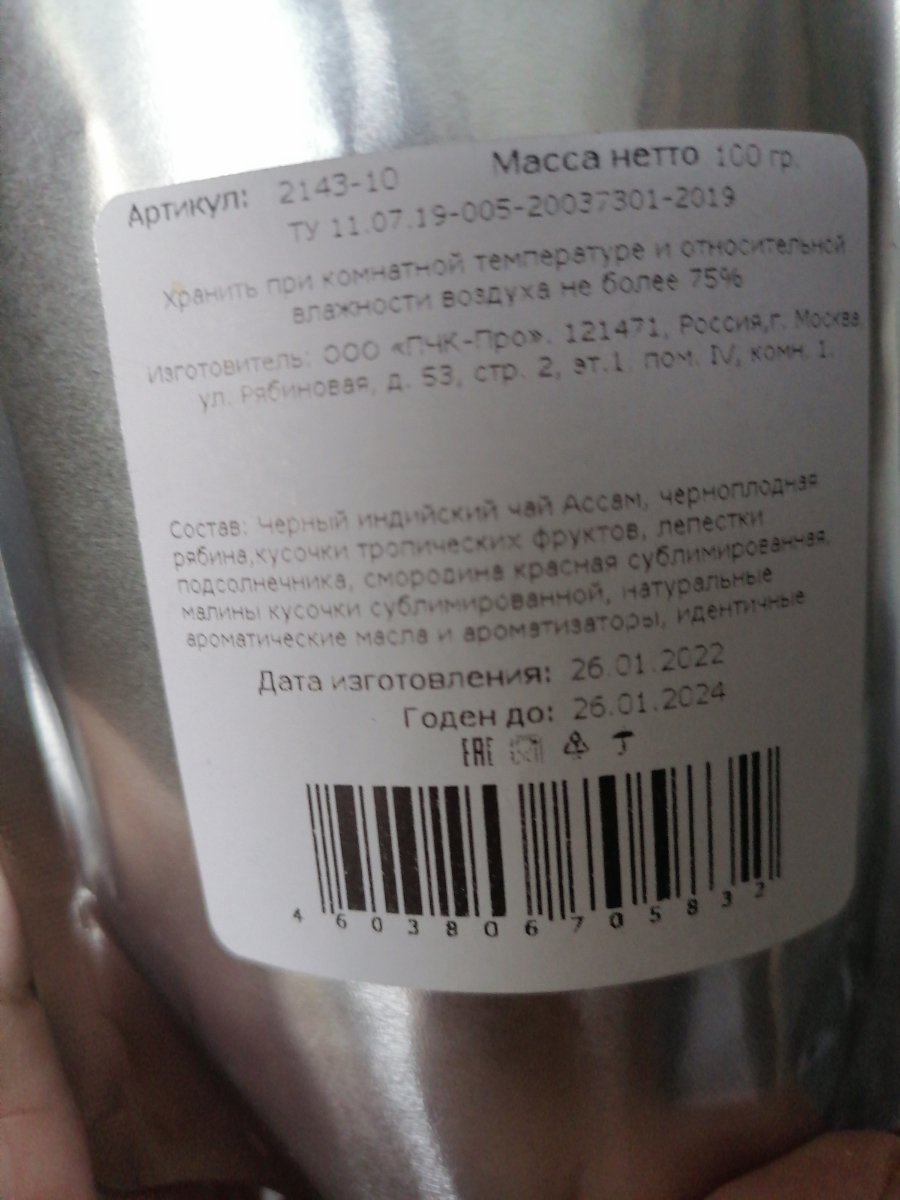 Артикул: 2143-10 Масса нетто 100 гр.
ТУ 11.07.19-005-20037301-2019
Хранить при комнатной температуре и относительной
влажности воздуха не более 75%
Изготовитель: ООО «ПЧК-Про». 121471, Россия,г. Москва,
ул. Рябиновая, д. 53, стр. 2, эт.1, пом. IV, комн. 1.
Состав: Черный индийский чай Ассам, черноплодная
рябина,кусочки тропических фруктов, лепестки
подсолнечника, смородина красная сублимированная,
малины кусочки сублимированной, натуральные
ароматические масла и ароматизаторы, идентичные
Дата изготовления: 26.01.2022
Годен до: 26.01.2024
EAC
4 603806 705832